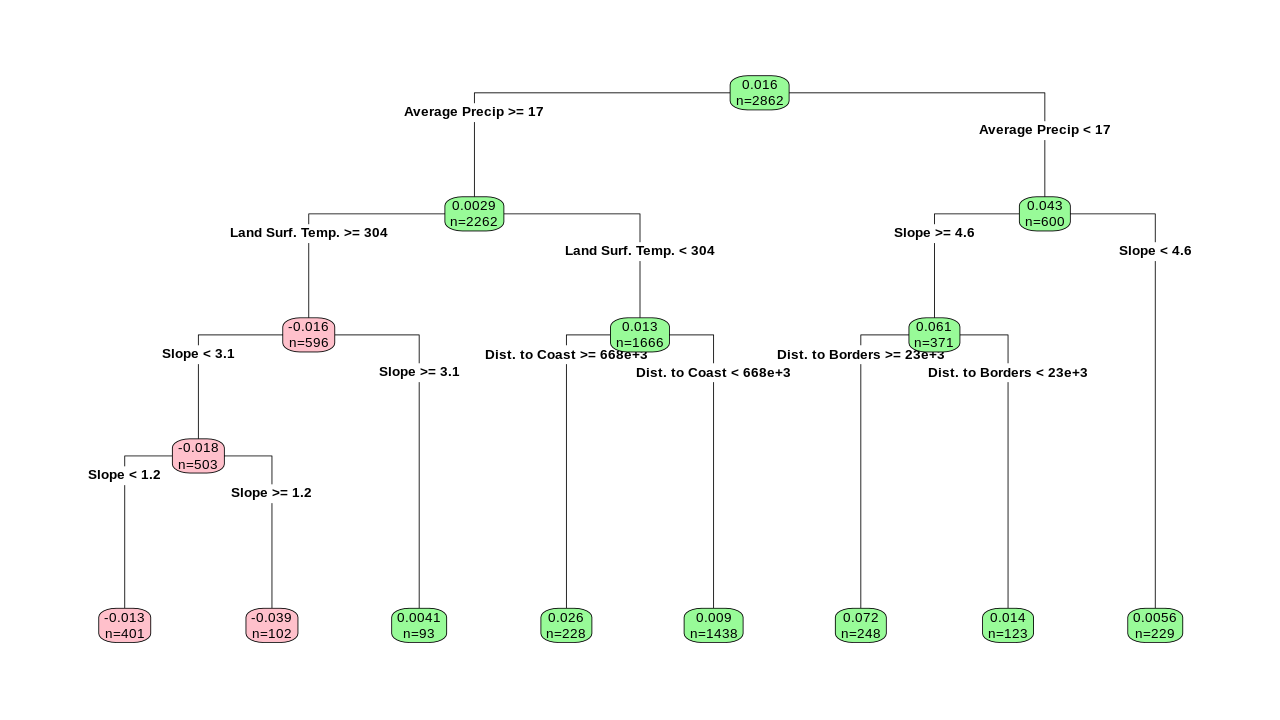 0.016
n=2862
Average Precip >= 17
Average Precip < 17
0.0029
n=2262
0.043
n=600
Land Surf. Temp. >= 304
Land Surf. Temp. < 304
Slope >= 4.6
Slope < 4.6
-0.016
n=596
0.013
n=1666
0.061
n=371
Slope < 3.1
Slope >= 3.1
Dist. to Coast >= 668e+3
Dist. to Coast < 668e+3
Dist. to Borders >= 23e+3
Dist. to Borders < 23e+3
-0.018
n=503
Slope < 1.2
Slope >= 1.2
-0.013
n=401
-0.039
n=102
0.0041
n=93
0.026
n=228
0.009
n=1438
0.072
n=248
0.014
n=123
0.0056
n=229